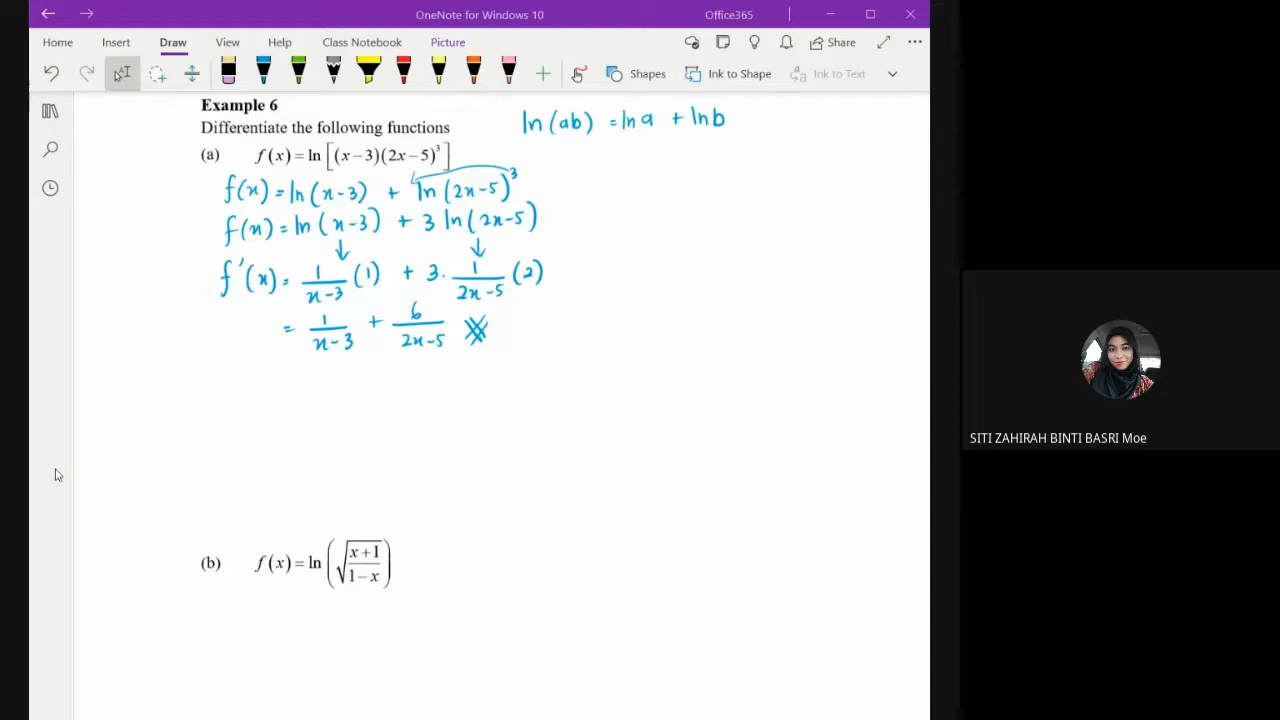 OneNote for Windows 10
Office365
Home Insert Draw View Help Class Notebook Picture Share
Shapes Ink to Shape Ink to Text
Example 6
ln(ab) = ln a + ln b
Differentiate the following functions
(a) f(x) = ln[(x−3)(2x−5)³]
f(x) = ln(x−3) + ln(2x−5)³
f(x) = ln(x−3) + 3 ln(2x−5)
f'(x) = 1/(x−3) (1) + 3 · 1/(2x−5) (2)
= 1/(x−3) + 6/(2x−5)
SITI ZAHIRAH BINTI BASRI Moe
(b) f(x) = ln(√((x+1)/(1−x)))